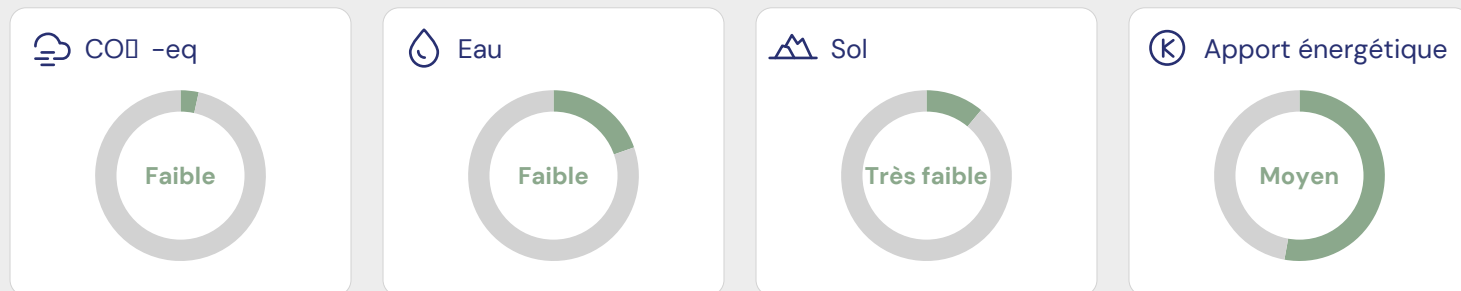 CO▯ -eq
Faible
Eau
Faible
Sol
Très faible
Apport énergétique
Moyen